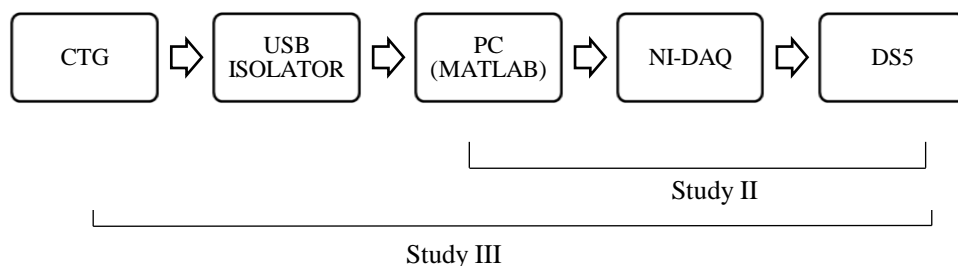 CTG
USB
ISOLATOR
PC
(MATLAB)
NI-DAQ
DS5
Study II
Study III